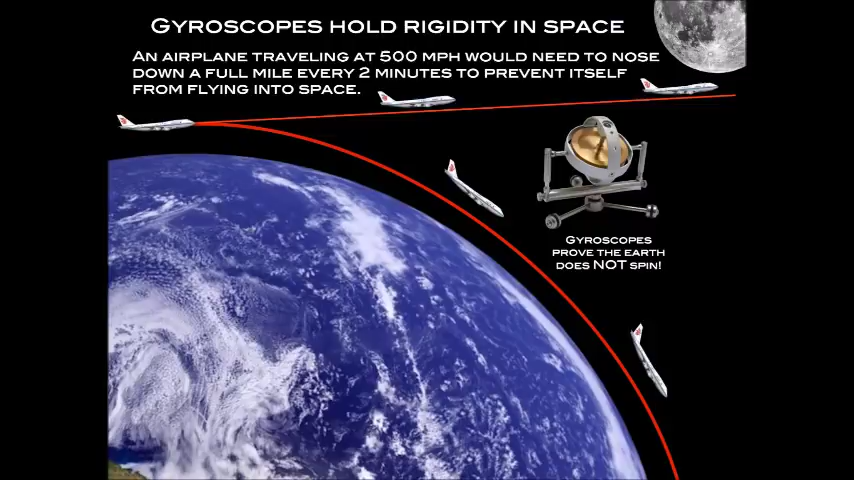 Gyroscopes hold rigidity in space
An airplane traveling at 500 mph would need to nose
down a full mile every 2 minutes to prevent itself
from flying into space.
Gyroscopes
prove the earth
does NOT spin!